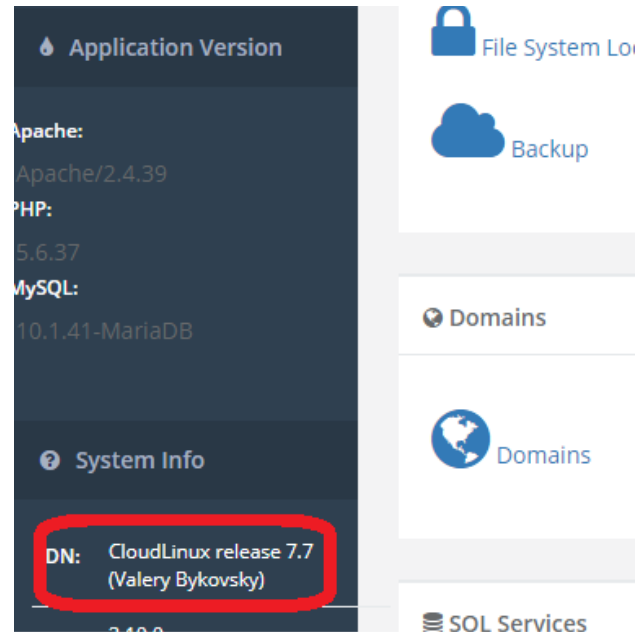 Application Version
Apache:
Apache/2.4.39
PHP:
5.6.37
MySQL:
10.1.41-MariaDB
System Info
DN: CloudLinux release 7.7
(Valery Bykovsky)
File System
Backup
Domains
Domains
SQL Services